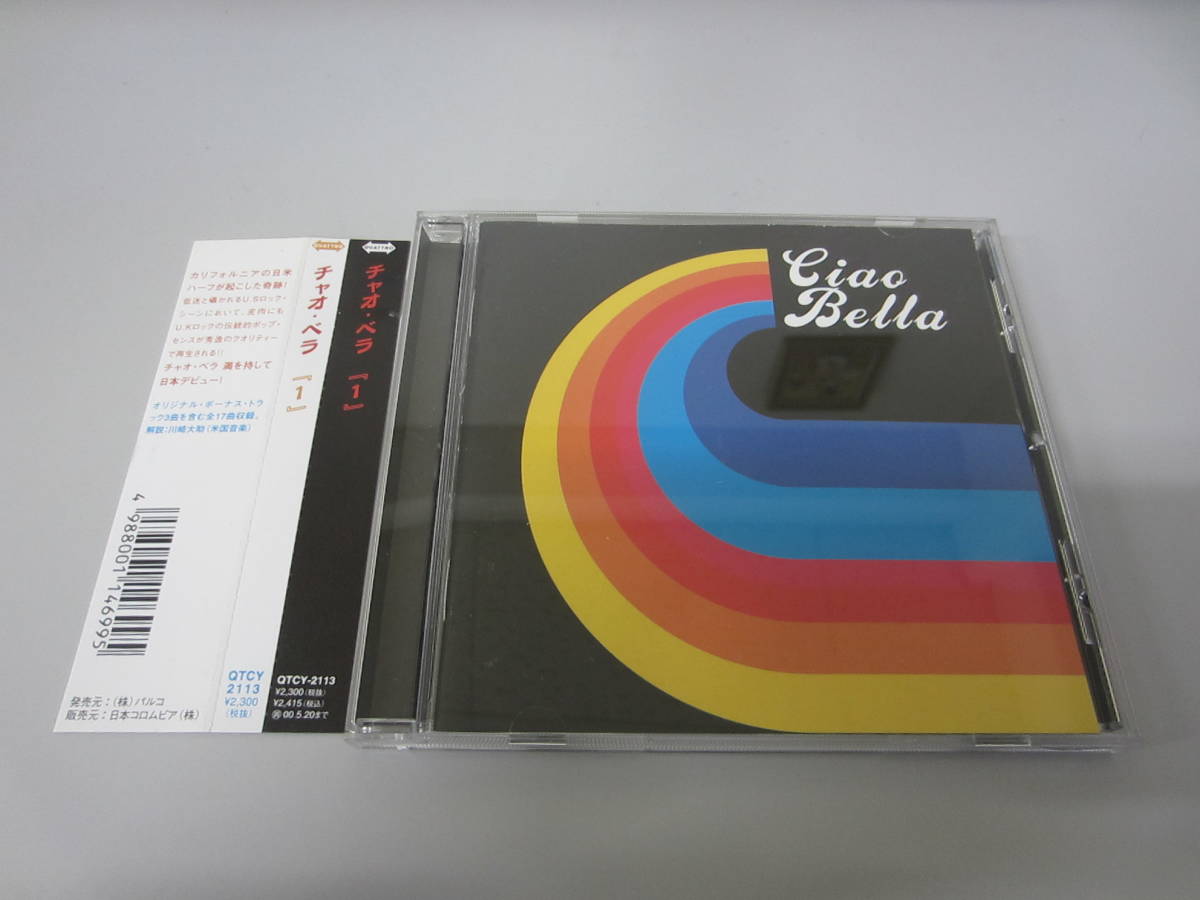 カリフォルニアの日米
ハーフが起こした奇跡！
低迷と囁かれるU.Sロック・
シーンにおいて、皮肉にも
U.Kロックの伝統的ポップ・
センスが秀逸のクオリティー
で再生される!!
チャオ・ベラ 満を持して
日本デビュー！
オリジナル・ボーナス・トラ
ック3曲を含む全17曲収録。
解説：川崎大助（米国音楽）
4988001146995
発売元：(株)パルコ
販売元：日本コロムビア(株)
QUATTRO
チャオ・ベラ『1』
QTCY
2113
¥2,300
(税抜)
QUATTRO
チャオ・ベラ『1』
QTCY-2113
¥2,300(税抜)
¥2,415(税込)
00.5.20まで
Ciao
Bella